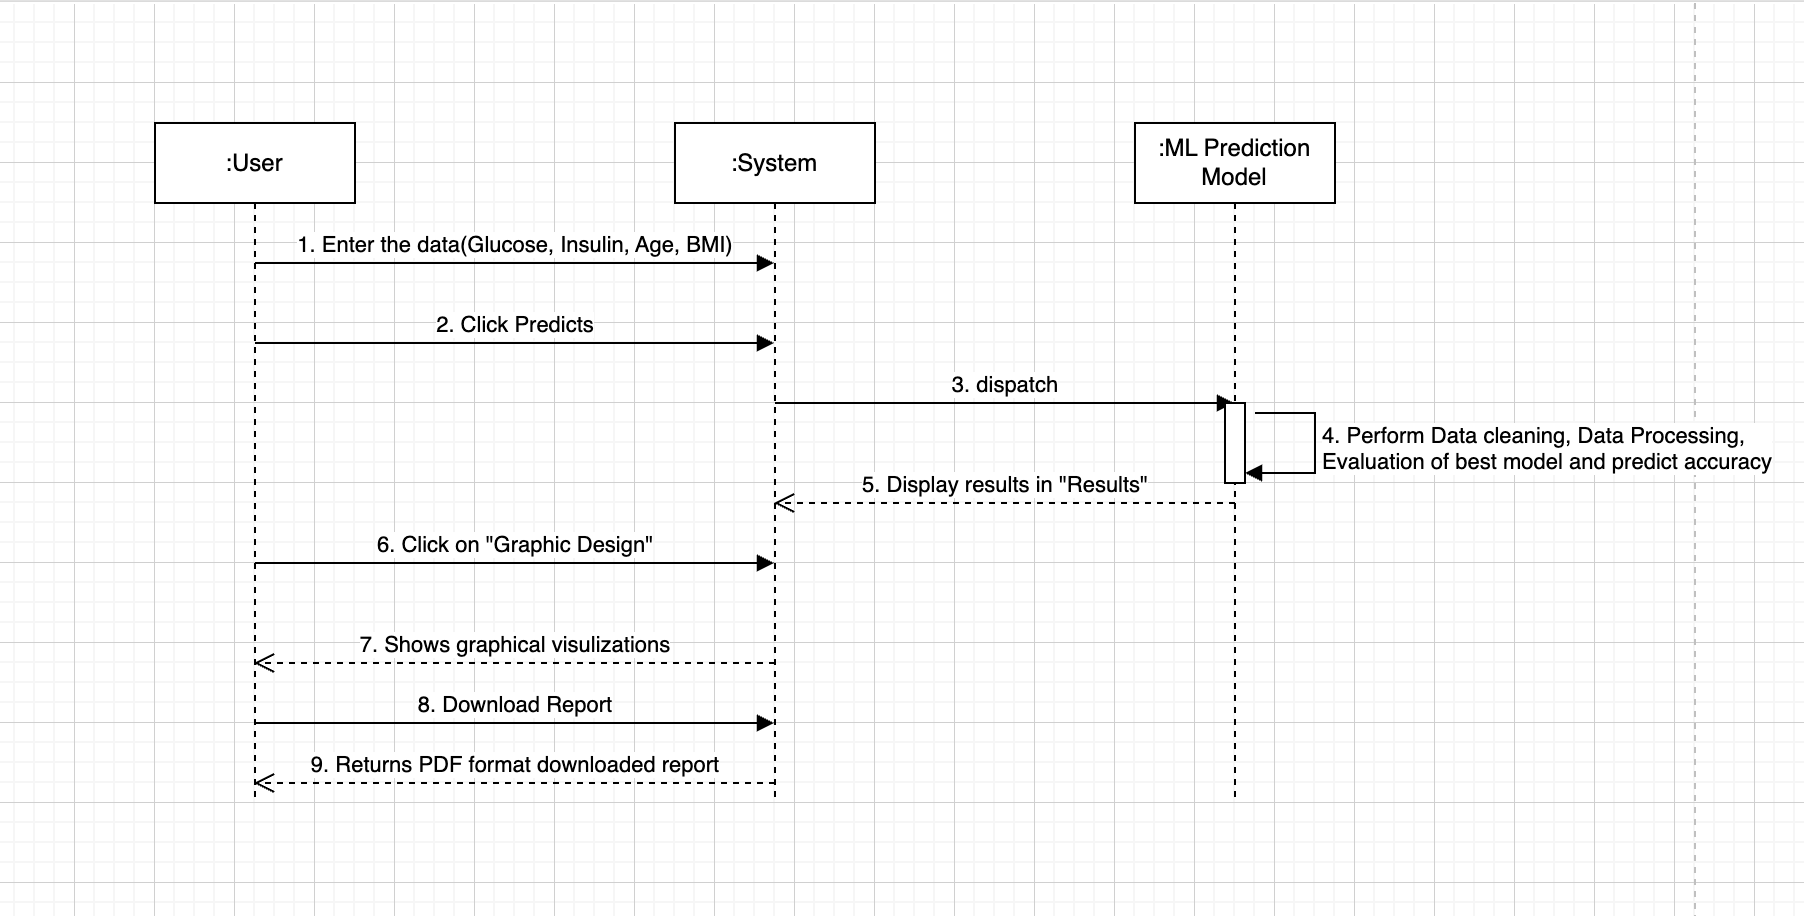 :User
:System
:ML Prediction
Model
1. Enter the data(Glucose, Insulin, Age, BMI)
2. Click Predicts
3. dispatch
4. Perform Data cleaning, Data Processing,
Evaluation of best model and predict accuracy
5. Display results in "Results"
6. Click on "Graphic Design"
7. Shows graphical visulizations
8. Download Report
9. Returns PDF format downloaded report